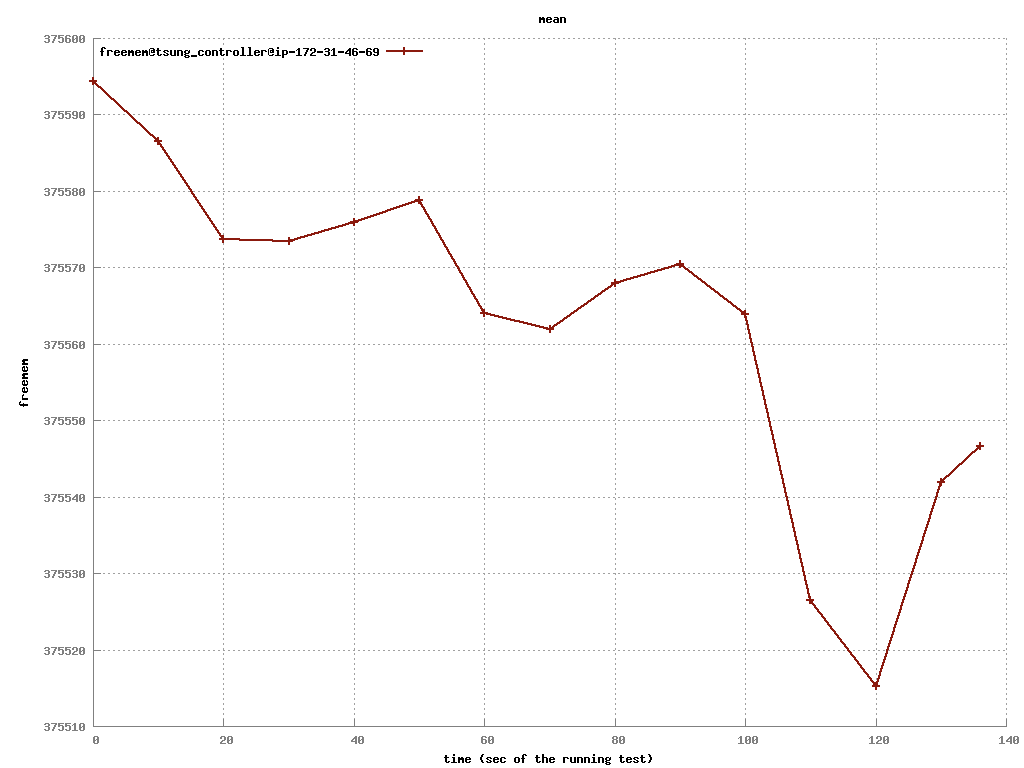 mean
freemem@tsung_controller@ip-172-31-46-69
375600
375590
375580
375570
375560
375550
375540
375530
375520
375510
freemem
0 20 40 60 80 100 120 140
time (sec of the running test)